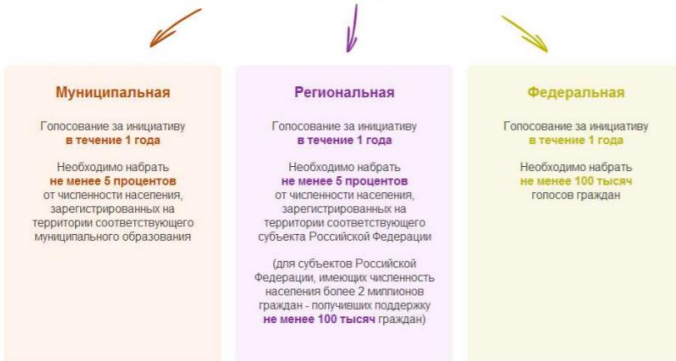 Муниципальная
Голосование за инициативу
в течение 1 года
Необходимо набрать
не менее 5 процентов
от численности населения,
зарегистрированных на
территории соответствующего
муниципального образования
Региональная
Голосование за инициативу
в течение 1 года
Необходимо набрать
не менее 5 процентов
от численности населения,
зарегистрированных на
территории соответствующего
субъекта Российской Федерации
(для субъектов Российской
Федерации, имеющих численность
населения более 2 миллионов
граждан - получивших поддержку
не менее 100 тысяч граждан)
Федеральная
Голосование за инициативу
в течение 1 года
Необходимо набрать
не менее 100 тысяч
голосов граждан